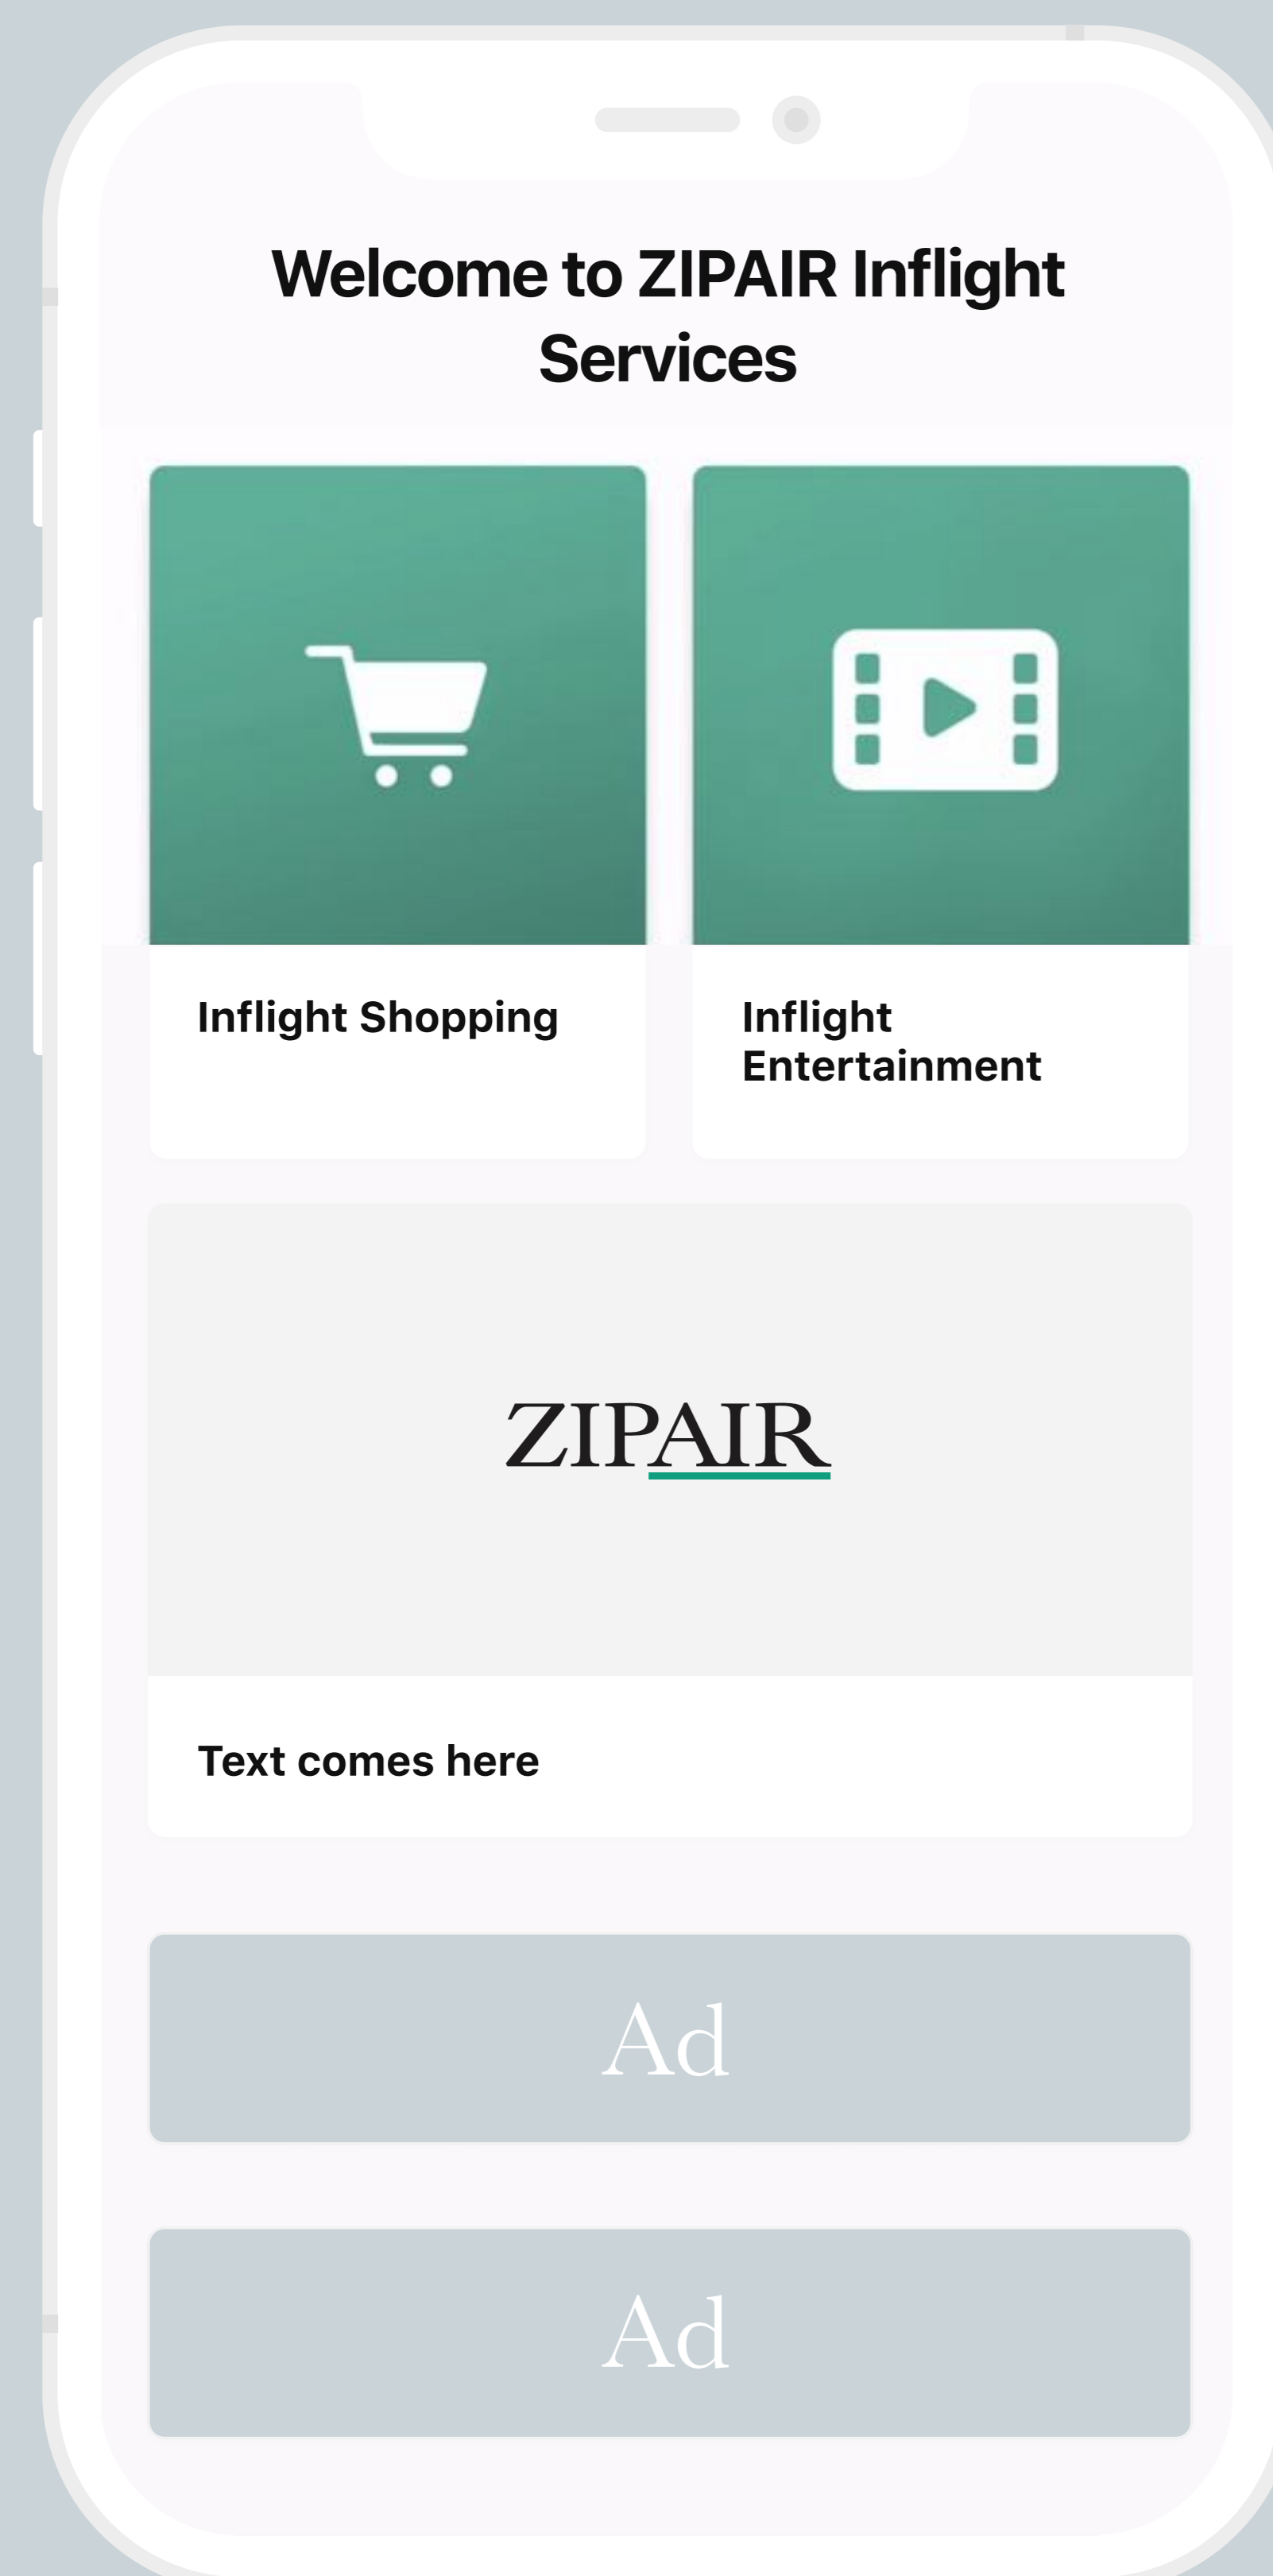 Welcome to ZIPAIR Inflight
Services
Inflight Shopping
Inflight
Entertainment
ZIPAIR
Text comes here
Ad
Ad